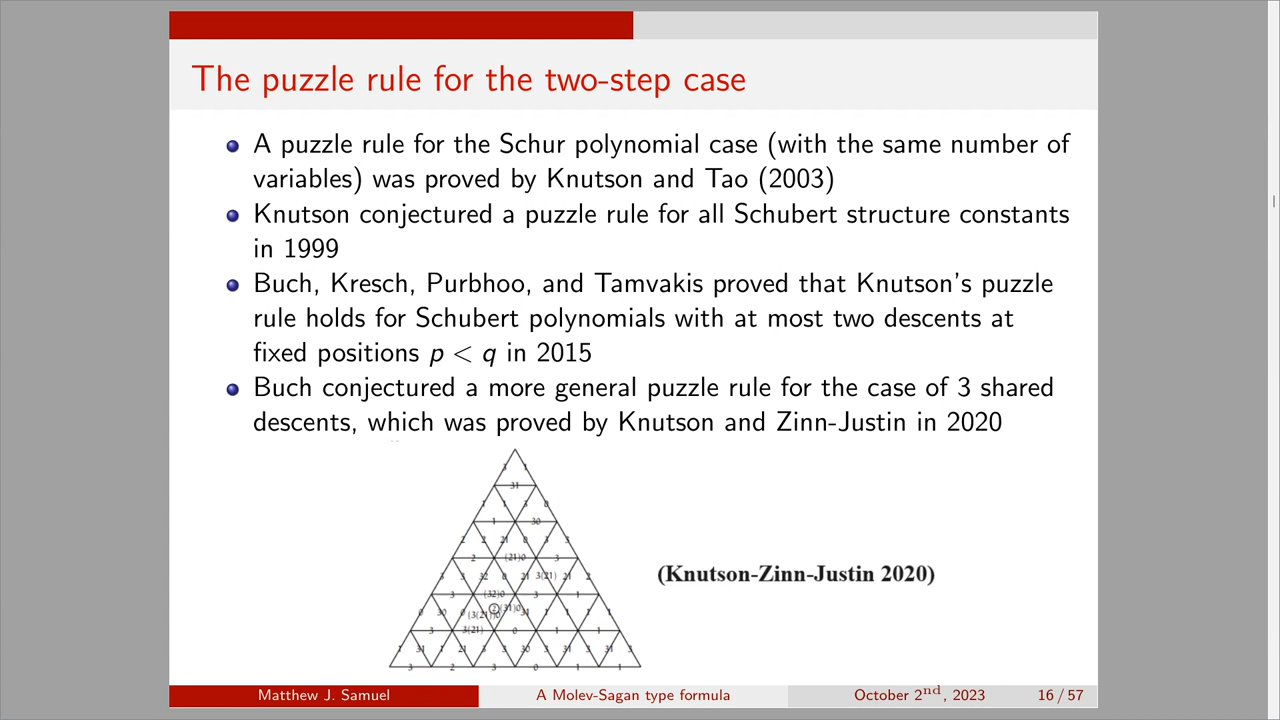 The puzzle rule for the two-step case
A puzzle rule for the Schur polynomial case (with the same number of
variables) was proved by Knutson and Tao (2003)
Knutson conjectured a puzzle rule for all Schubert structure constants
in 1999
Buch, Kresch, Purbhoo, and Tamvakis proved that Knutson's puzzle
rule holds for Schubert polynomials with at most two descents at
fixed positions p < q in 2015
Buch conjectured a more general puzzle rule for the case of 3 shared
descents, which was proved by Knutson and Zinn-Justin in 2020
(Knutson-Zinn-Justin 2020)
Matthew J. Samuel
A Molev-Sagan type formula
October 2nd, 2023
16 / 57